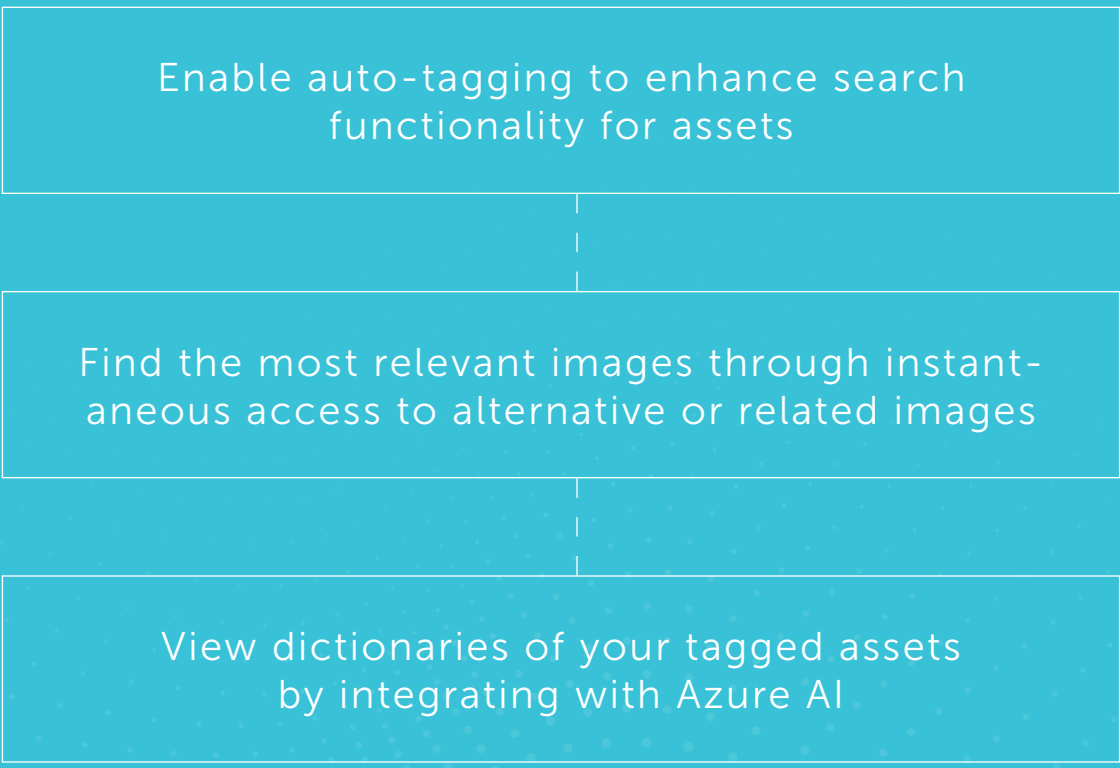 Enable auto-tagging to enhance search
functionality for assets
Find the most relevant images through instant-
aneous access to alternative or related images
View dictionaries of your tagged assets
by integrating with Azure AI